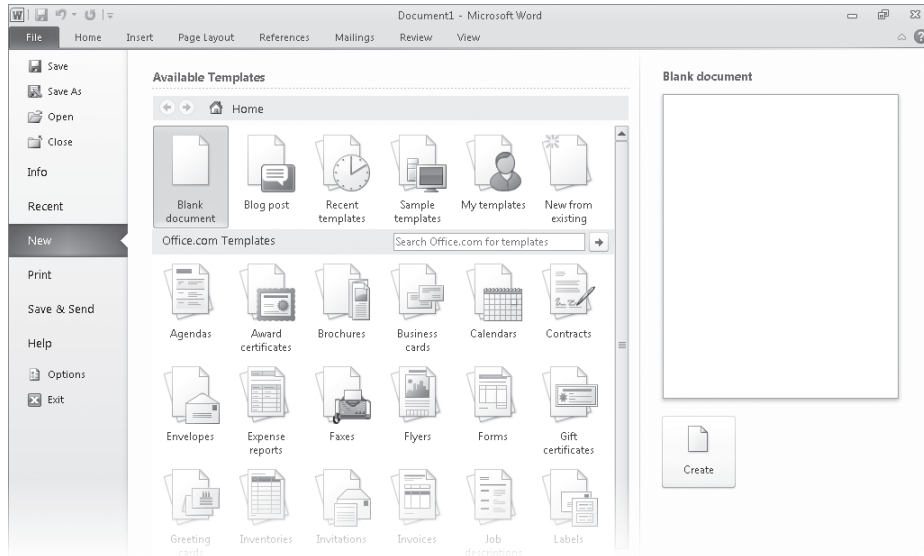 W
Document1 - Microsoft Word
File Home Insert Page Layout References Mailings Review View
Save
Save As
Open
Close
Info
Recent
New
Print
Save & Send
Help
Options
Exit
Available Templates
Home
Blank document
Blog post
Recent templates
Sample templates
My templates
New from existing
Office.com Templates
Search Office.com for templates
Agendas
Award certificates
Brochures
Business cards
Calendars
Contracts
Envelopes
Expense reports
Faxes
Flyers
Forms
Gift certificates
Greeting cards
Inventories
Invitations
Invoices
Job descriptions
Labels
Blank document
Create